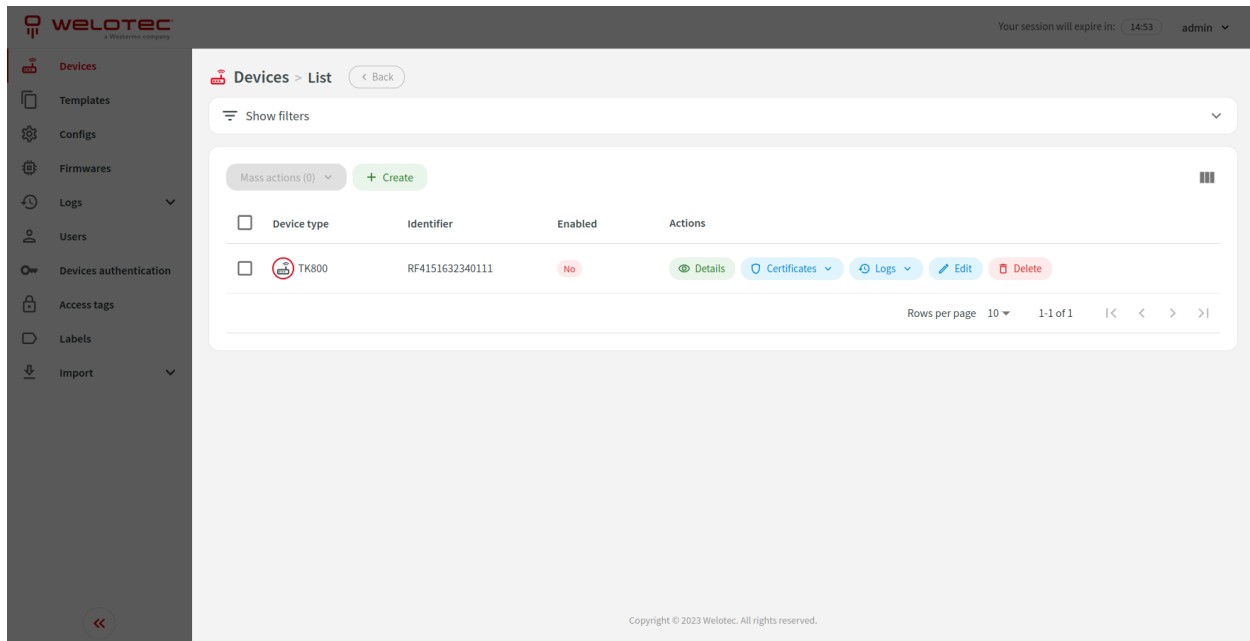 welotec
a Westermo company
Your session will expire in: 14:53 admin
Devices
Templates
Configs
Firmwares
Logs
Users
Devices authentication
Access tags
Labels
Import
Devices > List < Back
Show filters
Mass actions (0) + Create
Device type Identifier Enabled Actions
TK800 RF4151632340111 No Details Certificates Logs Edit Delete
Rows per page 10 1-1 of 1
Copyright © 2023 Welotec. All rights reserved.